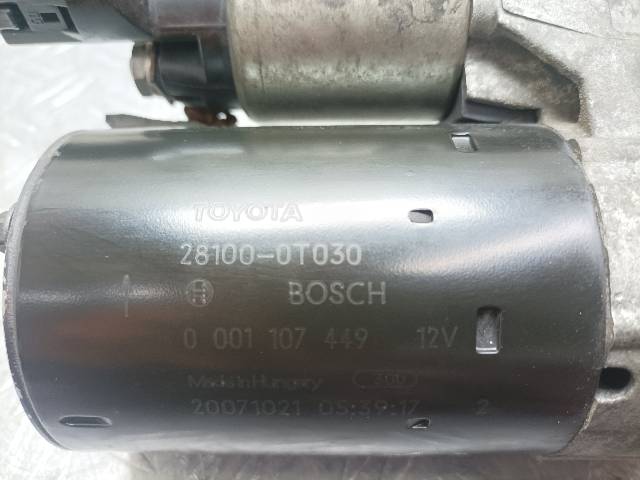 TOYOTA
28100-0T030
BOSCH
0 001 107 449 12V
Made in Hungary
20071021 05:39:17 2